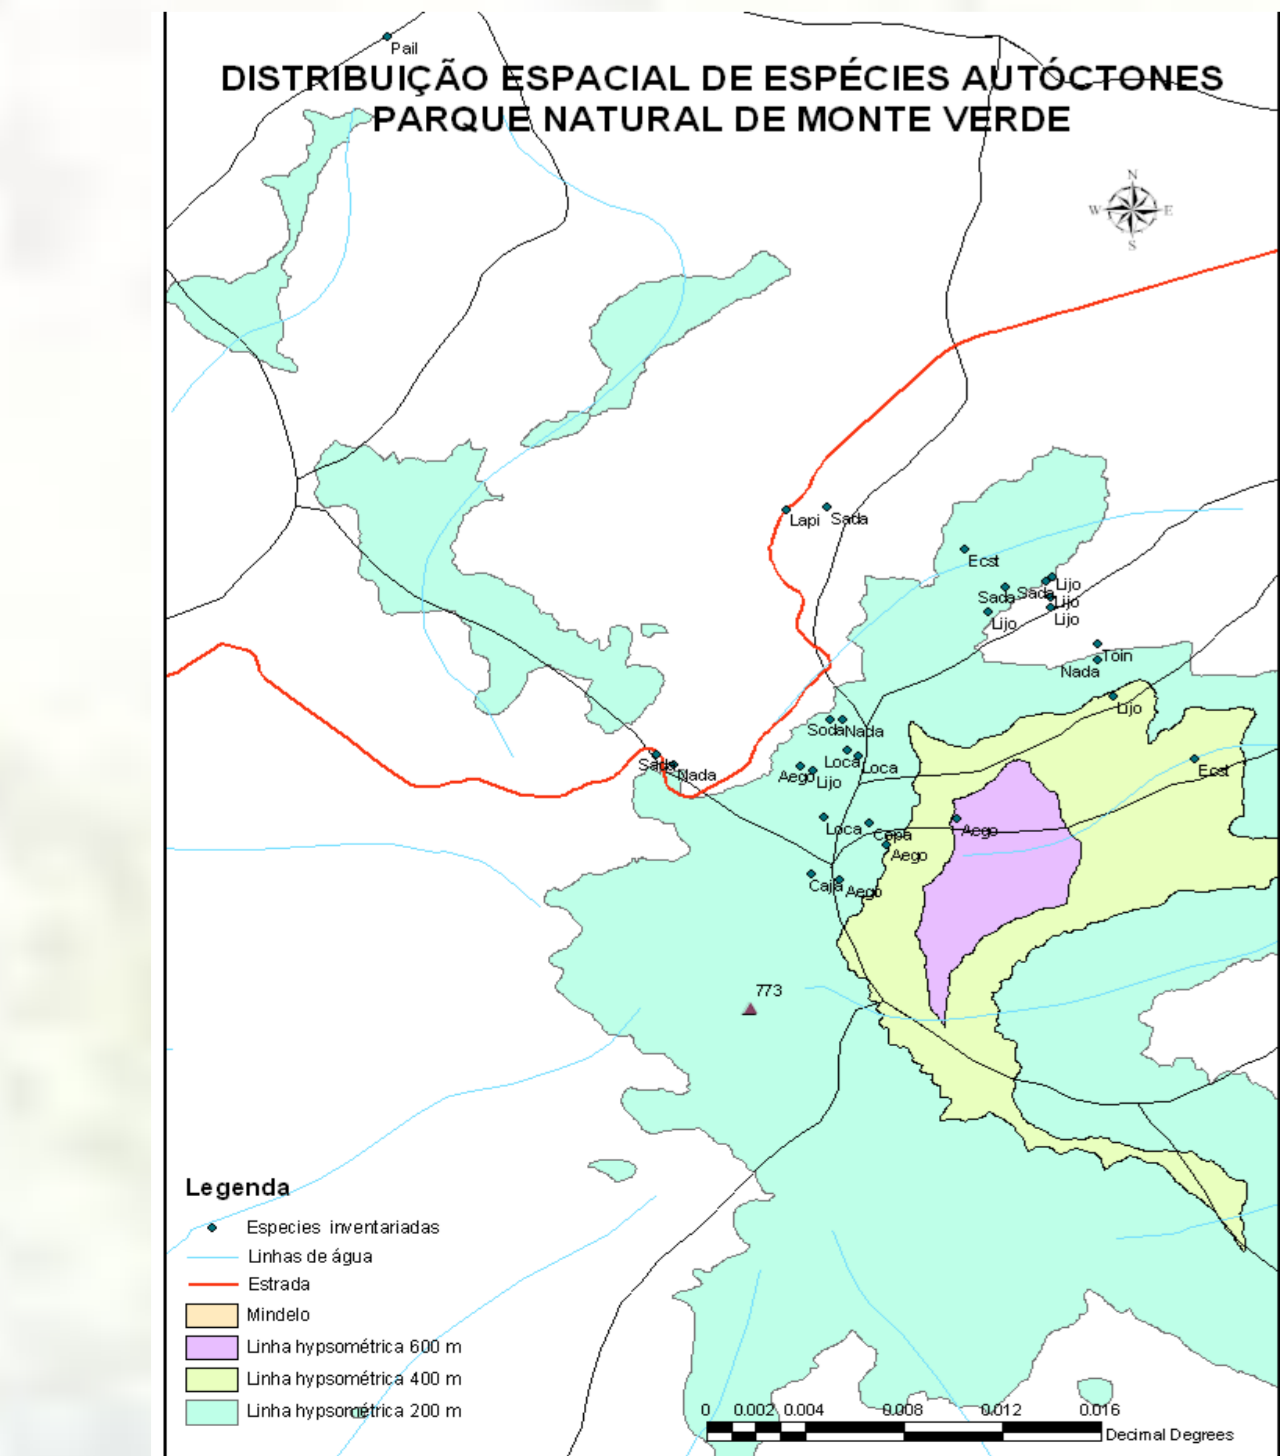 Pail
DISTRIBUIÇÃO ESPACIAL DE ESPÉCIES AUTÓCTONES
PARQUE NATURAL DE MONTE VERDE
N
W E
S
Lapi Sada
Ecst
Lijo
Sada Sada
Lijo
Lijo Lijo
Toin
Nada
Lijo
Soda Nada
Loca Loca
Sada Nada
Aego Lijo
Ecst
Loca Copa Aego
Aego
Caja Aego
773
Legenda
Especies inventariadas
Linhas de água
Estrada
Mindelo
Linha hypsométrica 600 m
Linha hypsométrica 400 m
Linha hypsométrica 200 m
0 0.002 0.004 0.008 0.012 0.016
Decimal Degrees